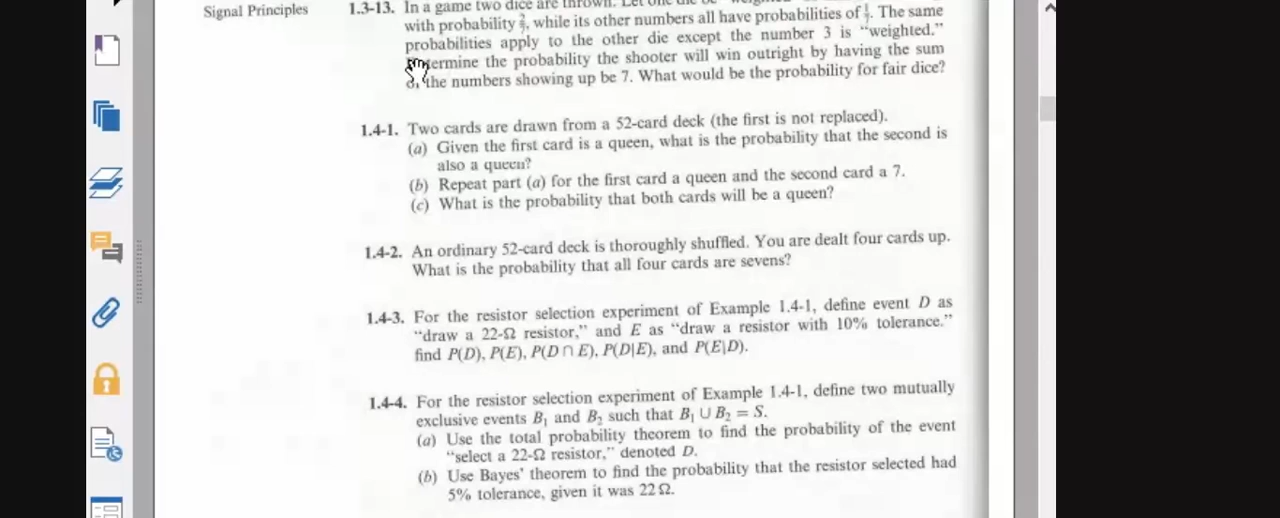 Signal Principles
1.3-13. In a game two dice are thrown. Let one die be
with probability 2/7, while its other numbers all have probabilities of 1/7. The same
probabilities apply to the other die except the number 3 is “weighted.”
termine the probability the shooter will win outright by having the sum
the numbers showing up be 7. What would be the probability for fair dice?
1.4-1. Two cards are drawn from a 52-card deck (the first is not replaced).
(a) Given the first card is a queen, what is the probability that the second is
also a queen?
(b) Repeat part (a) for the first card a queen and the second card a 7.
(c) What is the probability that both cards will be a queen?
1.4-2. An ordinary 52-card deck is thoroughly shuffled. You are dealt four cards up.
What is the probability that all four cards are sevens?
1.4-3. For the resistor selection experiment of Example 1.4-1, define event D as
“draw a 22-Ω resistor,” and E as “draw a resistor with 10% tolerance.”
find P(D), P(E), P(D ∩ E), P(D|E), and P(E|D).
1.4-4. For the resistor selection experiment of Example 1.4-1, define two mutually
exclusive events B₁ and B₂ such that B₁ ∪ B₂ = S.
(a) Use the total probability theorem to find the probability of the event
“select a 22-Ω resistor,” denoted D.
(b) Use Bayes’ theorem to find the probability that the resistor selected had
5% tolerance, given it was 22 Ω.